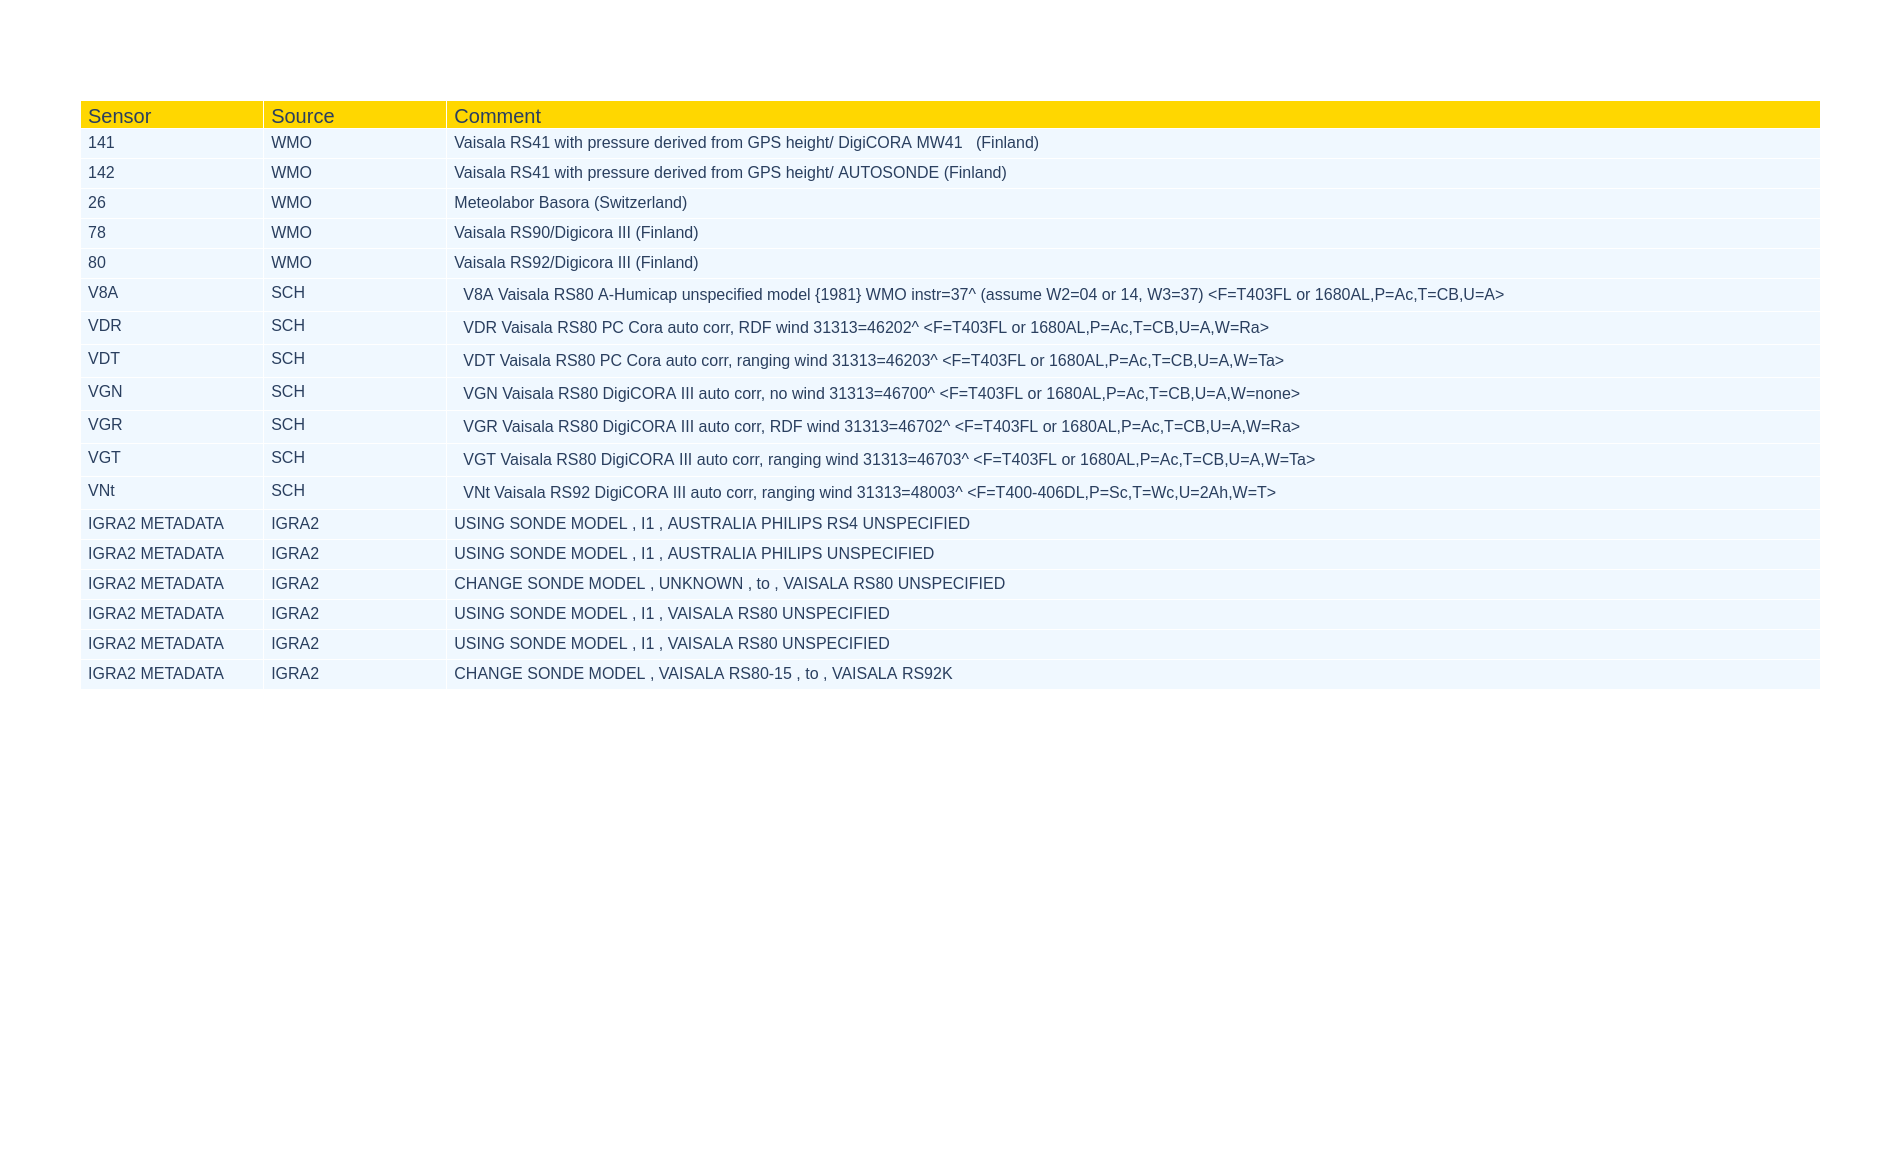 Sensor Source Comment
141 WMO Vaisala RS41 with pressure derived from GPS height/ DigiCORA MW41   (Finland)
142 WMO Vaisala RS41 with pressure derived from GPS height/ AUTOSONDE (Finland)
26 WMO Meteolabor Basora (Switzerland)
78 WMO Vaisala RS90/Digicora III (Finland)
80 WMO Vaisala RS92/Digicora III (Finland)
V8A SCH V8A Vaisala RS80 A-Humicap unspecified model {1981} WMO instr=37^ (assume W2=04 or 14, W3=37) <F=T403FL or 1680AL,P=Ac,T=CB,U=A>
VDR SCH VDR Vaisala RS80 PC Cora auto corr, RDF wind 31313=46202^ <F=T403FL or 1680AL,P=Ac,T=CB,U=A,W=Ra>
VDT SCH VDT Vaisala RS80 PC Cora auto corr, ranging wind 31313=46203^ <F=T403FL or 1680AL,P=Ac,T=CB,U=A,W=Ta>
VGN SCH VGN Vaisala RS80 DigiCORA III auto corr, no wind 31313=46700^ <F=T403FL or 1680AL,P=Ac,T=CB,U=A,W=none>
VGR SCH VGR Vaisala RS80 DigiCORA III auto corr, RDF wind 31313=46702^ <F=T403FL or 1680AL,P=Ac,T=CB,U=A,W=Ra>
VGT SCH VGT Vaisala RS80 DigiCORA III auto corr, ranging wind 31313=46703^ <F=T403FL or 1680AL,P=Ac,T=CB,U=A,W=Ta>
VNt SCH VNt Vaisala RS92 DigiCORA III auto corr, ranging wind 31313=48003^ <F=T400-406DL,P=Sc,T=Wc,U=2Ah,W=T>
IGRA2 METADATA IGRA2 USING SONDE MODEL , I1 , AUSTRALIA PHILIPS RS4 UNSPECIFIED
IGRA2 METADATA IGRA2 USING SONDE MODEL , I1 , AUSTRALIA PHILIPS UNSPECIFIED
IGRA2 METADATA IGRA2 CHANGE SONDE MODEL , UNKNOWN , to , VAISALA RS80 UNSPECIFIED
IGRA2 METADATA IGRA2 USING SONDE MODEL , I1 , VAISALA RS80 UNSPECIFIED
IGRA2 METADATA IGRA2 USING SONDE MODEL , I1 , VAISALA RS80 UNSPECIFIED
IGRA2 METADATA IGRA2 CHANGE SONDE MODEL , VAISALA RS80-15 , to , VAISALA RS92K